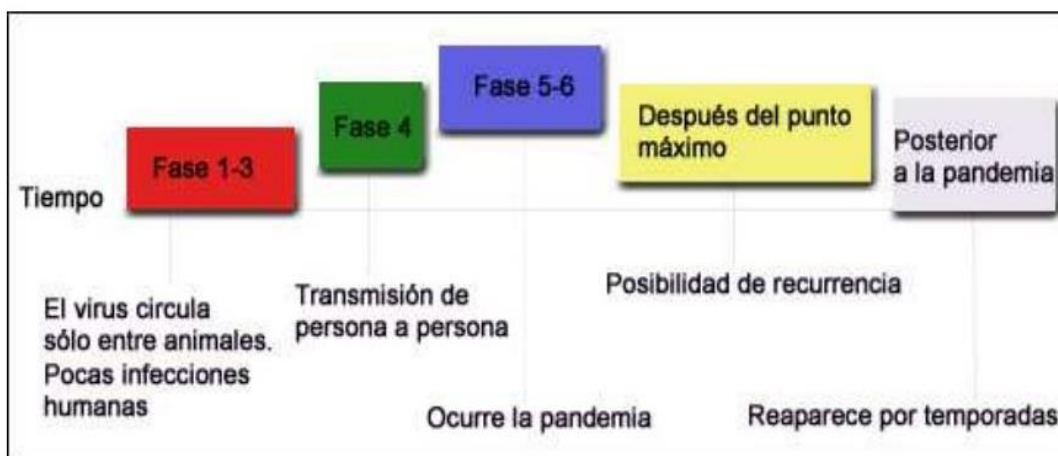 Fase 5-6
Fase 4
Después del punto
máximo
Fase 1-3
Posterior
a la pandemia
Tiempo
El virus circula
sólo entre animales.
Pocas infecciones
humanas
Transmisión de
persona a persona
Posibilidad de recurrencia
Ocurre la pandemia
Reaparece por temporadas